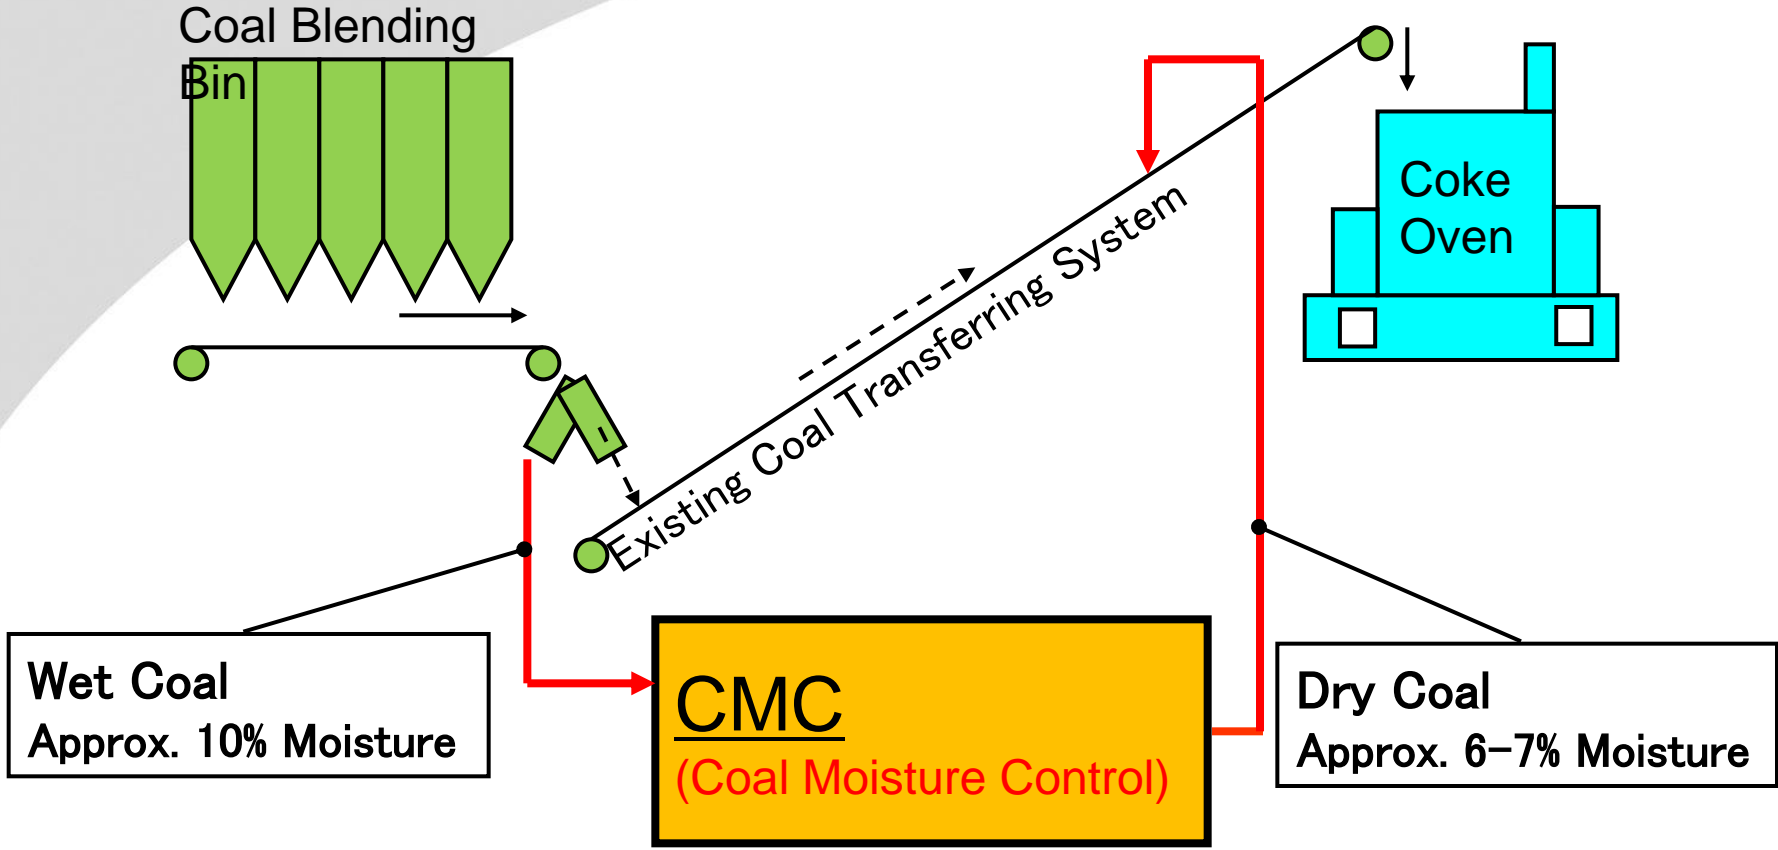 Coal Blending
Bin
Coke
Oven
Existing Coal Transferring System
Wet Coal
Approx. 10% Moisture
CMC
(Coal Moisture Control)
Dry Coal
Approx. 6-7% Moisture